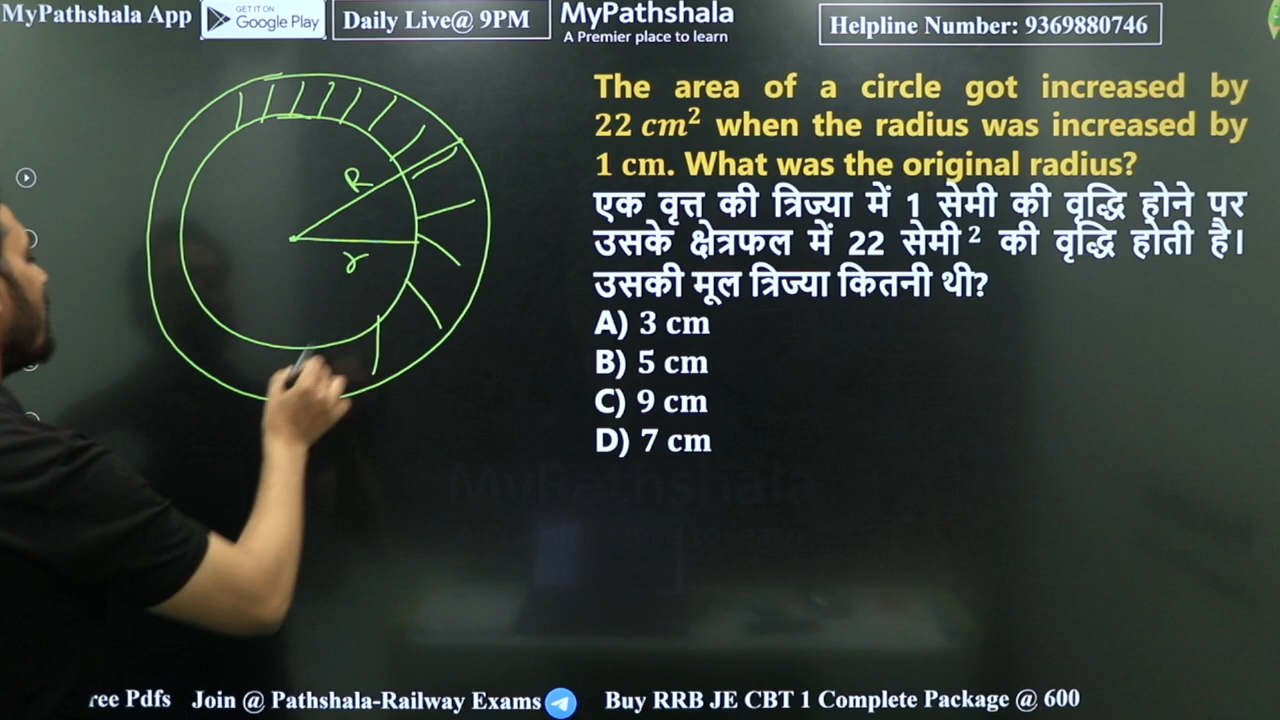 MyPathshala App
GET IT ON
Google Play
Daily Live@ 9PM
MyPathshala
A Premier place to learn
Helpline Number: 9369880746
The area of a circle got increased by
22 cm² when the radius was increased by
1 cm. What was the original radius?
एक वृत्त की त्रिज्या में 1 सेमी की वृद्धि होने पर
उसके क्षेत्रफल में 22 सेमी² की वृद्धि होती है।
उसकी मूल त्रिज्या कितनी थी?
A) 3 cm
B) 5 cm
C) 9 cm
D) 7 cm
R
r
MyPathshala
ree Pdfs
Join @ Pathshala-Railway Exams
Buy RRB JE CBT 1 Complete Package @ 600